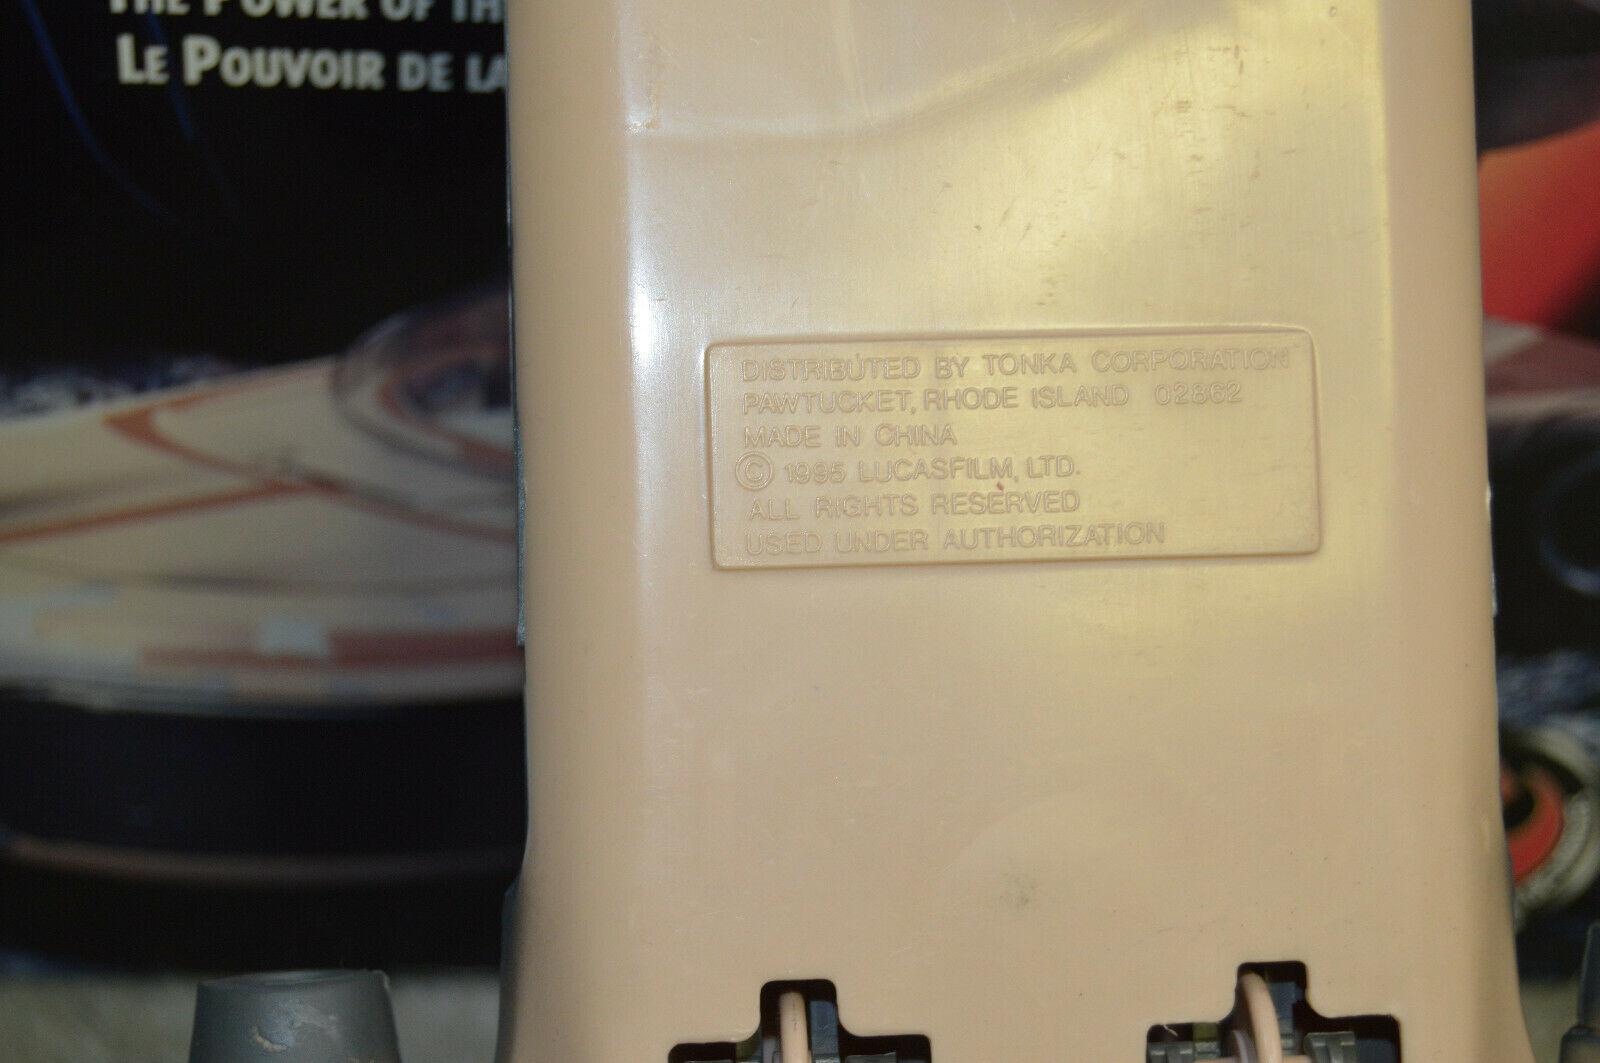 THE POWER OF TH
LE POUVOIR DE LA
DISTRIBUTED BY TONKA CORPORATION
PAWTUCKET, RHODE ISLAND 02862
MADE IN CHINA
© 1995 LUCASFILM, LTD.
ALL RIGHTS RESERVED
USED UNDER AUTHORIZATION